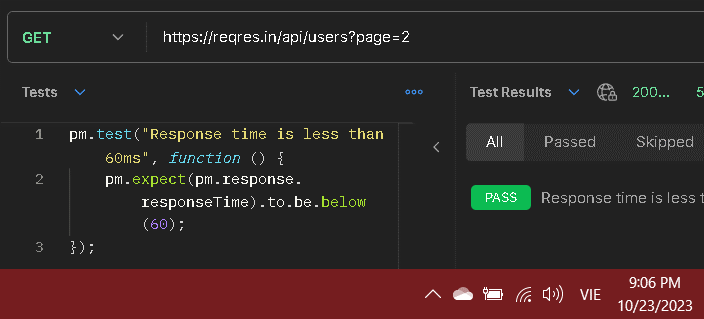 GET https://reqres.in/api/users?page=2
Tests
Test Results 200... 5
1 pm.test("Response time is less than
60ms", function () {
2 pm.expect(pm.response.
responseTime).to.be.below
(60);
3 });
All Passed Skipped
PASS Response time is less t
VIE
9:06 PM
10/23/2023